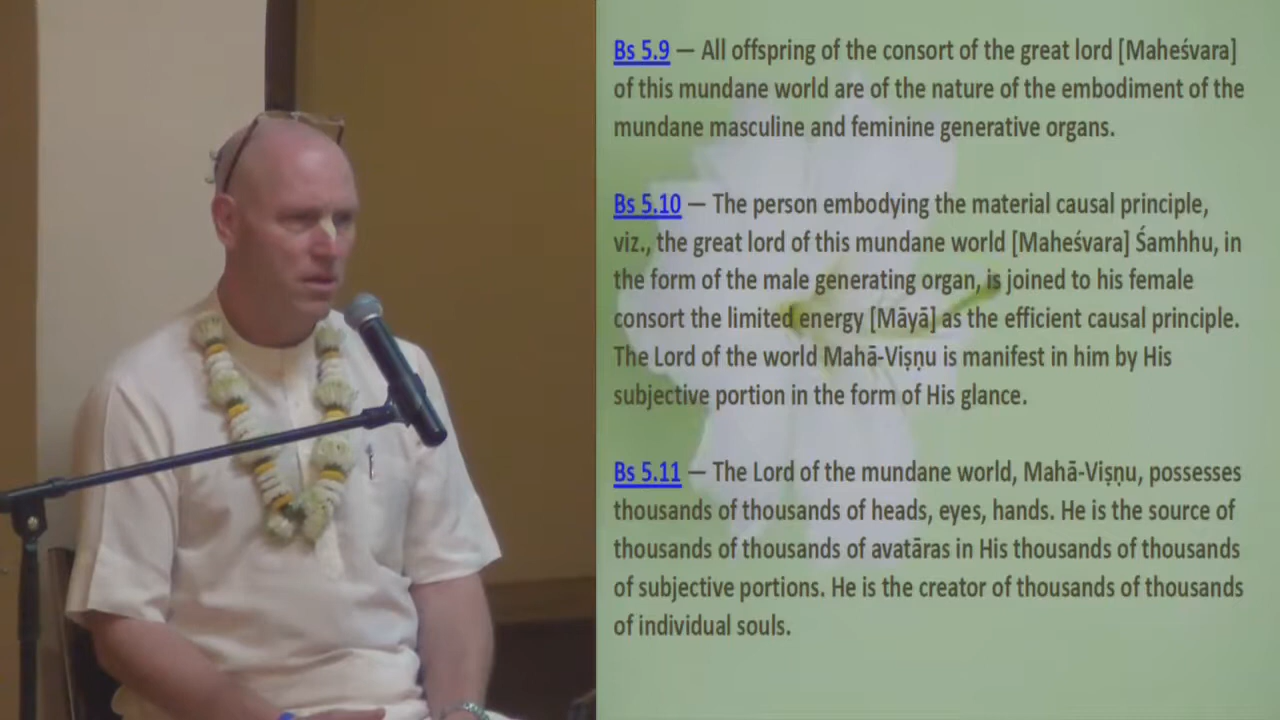 Bs 5.9 — All offspring of the consort of the great lord [Maheśvara]
of this mundane world are of the nature of the embodiment of the
mundane masculine and feminine generative organs.
Bs 5.10 — The person embodying the material causal principle,
viz., the great lord of this mundane world [Maheśvara] Śamhhu, in
the form of the male generating organ, is joined to his female
consort the limited energy [Māyā] as the efficient causal principle.
The Lord of the world Mahā-Viṣṇu is manifest in him by His
subjective portion in the form of His glance.
Bs 5.11 — The Lord of the mundane world, Mahā-Viṣṇu, possesses
thousands of thousands of heads, eyes, hands. He is the source of
thousands of thousands of avatāras in His thousands of thousands
of subjective portions. He is the creator of thousands of thousands
of individual souls.